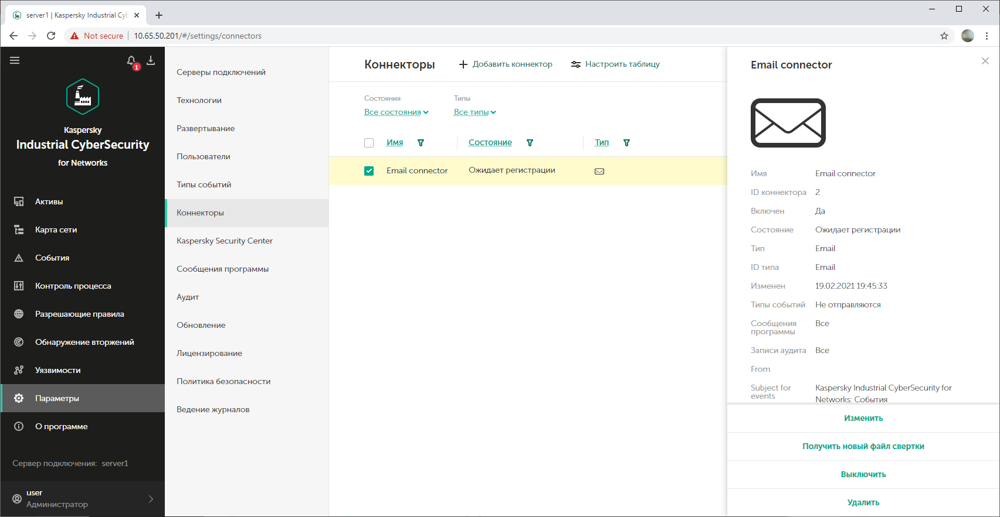 server1 | Kaspersky Industrial Cyb
Not secure
10.65.50.201/#/settings/connectors
1
Kaspersky
Industrial CyberSecurity
for Networks
Активы
Карта сети
События
Контроль процесса
Разрешающие правила
Обнаружение вторжений
Уязвимости
Параметры
О программе
Сервер подключения: server1
user
Администратор
Серверы подключений
Технологии
Развертывание
Пользователи
Типы событий
Коннекторы
Kaspersky Security Center
Сообщения программы
Аудит
Обновление
Лицензирование
Политика безопасности
Ведение журналов
Коннекторы
Добавить коннектор
Настроить таблицу
Состояния
Типы
Все состояния
Все типы
Имя
Состояние
Тип
Email connector
Ожидает регистрации
Email connector
Имя Email connector
ID коннектора 2
Включен Да
Состояние Ожидает регистрации
Тип Email
ID типа Email
Изменен 19.02.2021 19:45:33
Типы событий Не отправляются
Сообщения Все
программы
Записи аудита Все
From
Subject for Kaspersky Industrial CyberSecurity for
events Networks: События
Изменить
Получить новый файл свертки
Выключить
Удалить